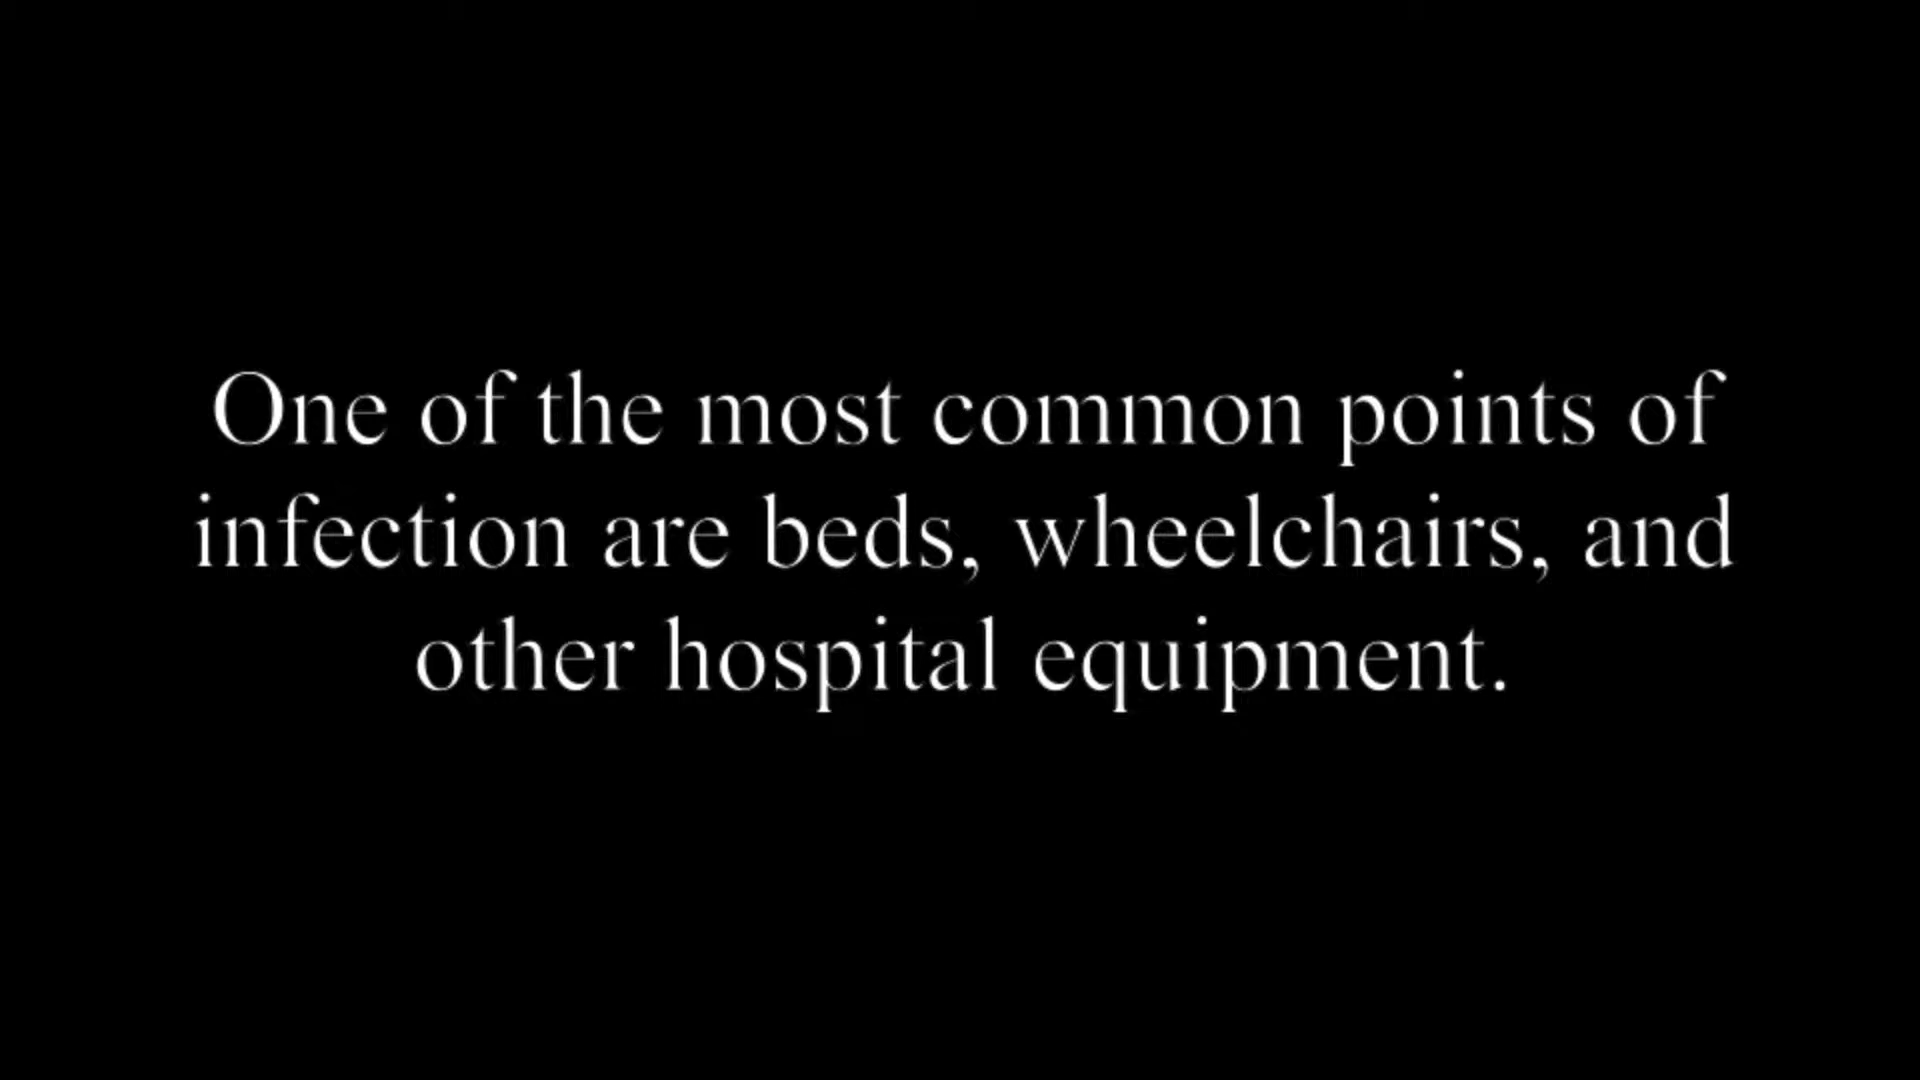 One of the most common points of
infection are beds, wheelchairs, and
other hospital equipment.